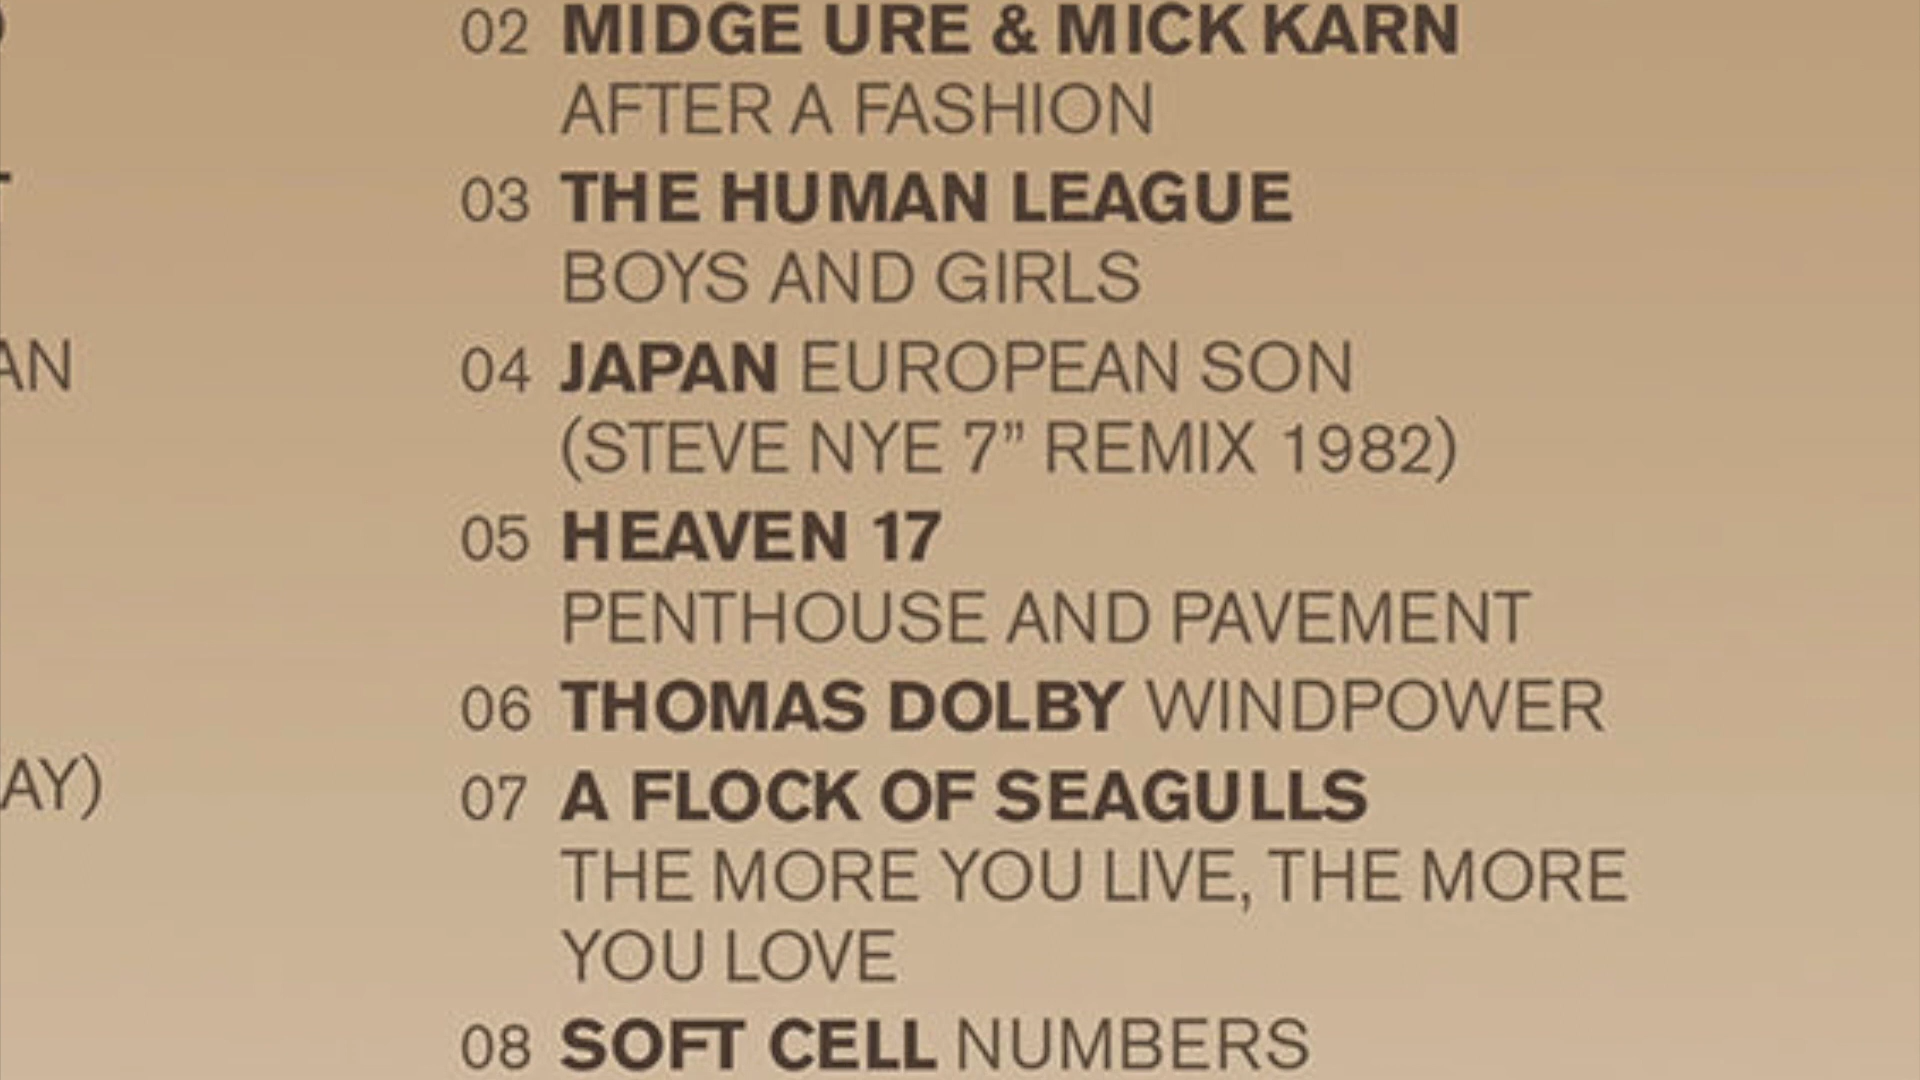 02 MIDGE URE & MICK KARN
AFTER A FASHION
03 THE HUMAN LEAGUE
BOYS AND GIRLS
04 JAPAN EUROPEAN SON
(STEVE NYE 7” REMIX 1982)
05 HEAVEN 17
PENTHOUSE AND PAVEMENT
06 THOMAS DOLBY WINDPOWER
07 A FLOCK OF SEAGULLS
THE MORE YOU LIVE, THE MORE
YOU LOVE
08 SOFT CELL NUMBERS